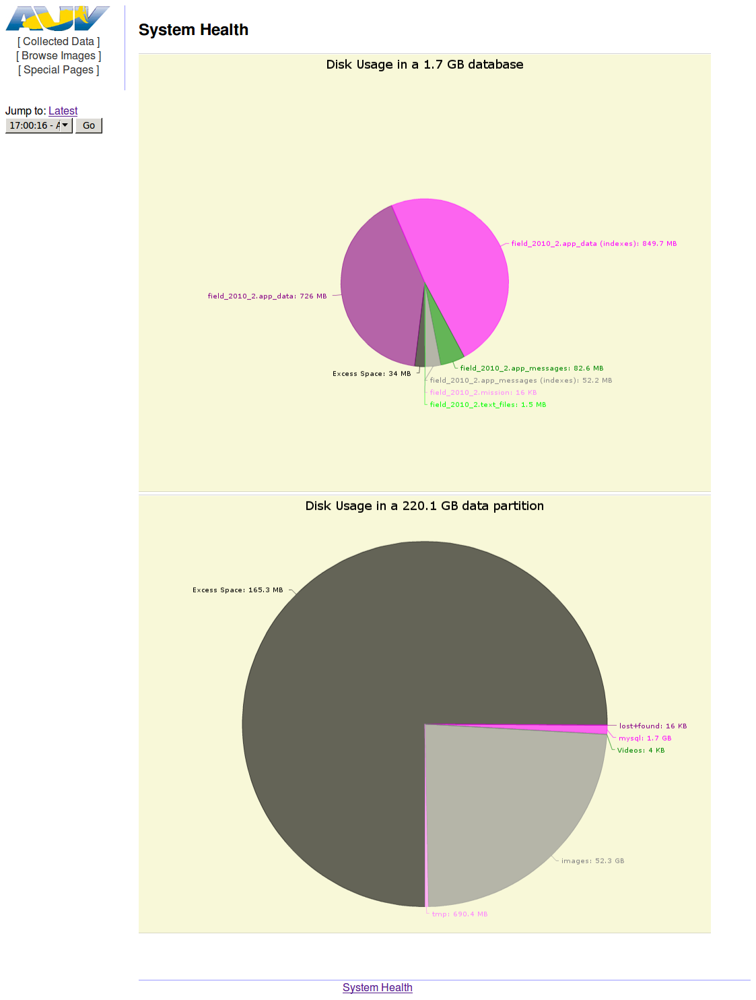 AUV
[ Collected Data ]
[ Browse Images ]
[ Special Pages ]
Jump to: Latest
17:00:16 -
Go
System Health
Disk Usage in a 1.7 GB database
field_2010_2.app_data (indexes): 849.7 MB
field_2010_2.app_data: 726 MB
Excess Space: 34 MB
field_2010_2.app_messages: 82.6 MB
field_2010_2.app_messages (indexes): 52.2 MB
field_2010_2.mission: 16 KB
field_2010_2.text_files: 1.5 MB
Disk Usage in a 220.1 GB data partition
Excess Space: 165.3 MB
lost+found: 16 KB
mysql: 1.7 GB
Videos: 4 KB
images: 52.3 GB
tmp: 690.4 MB
System Health